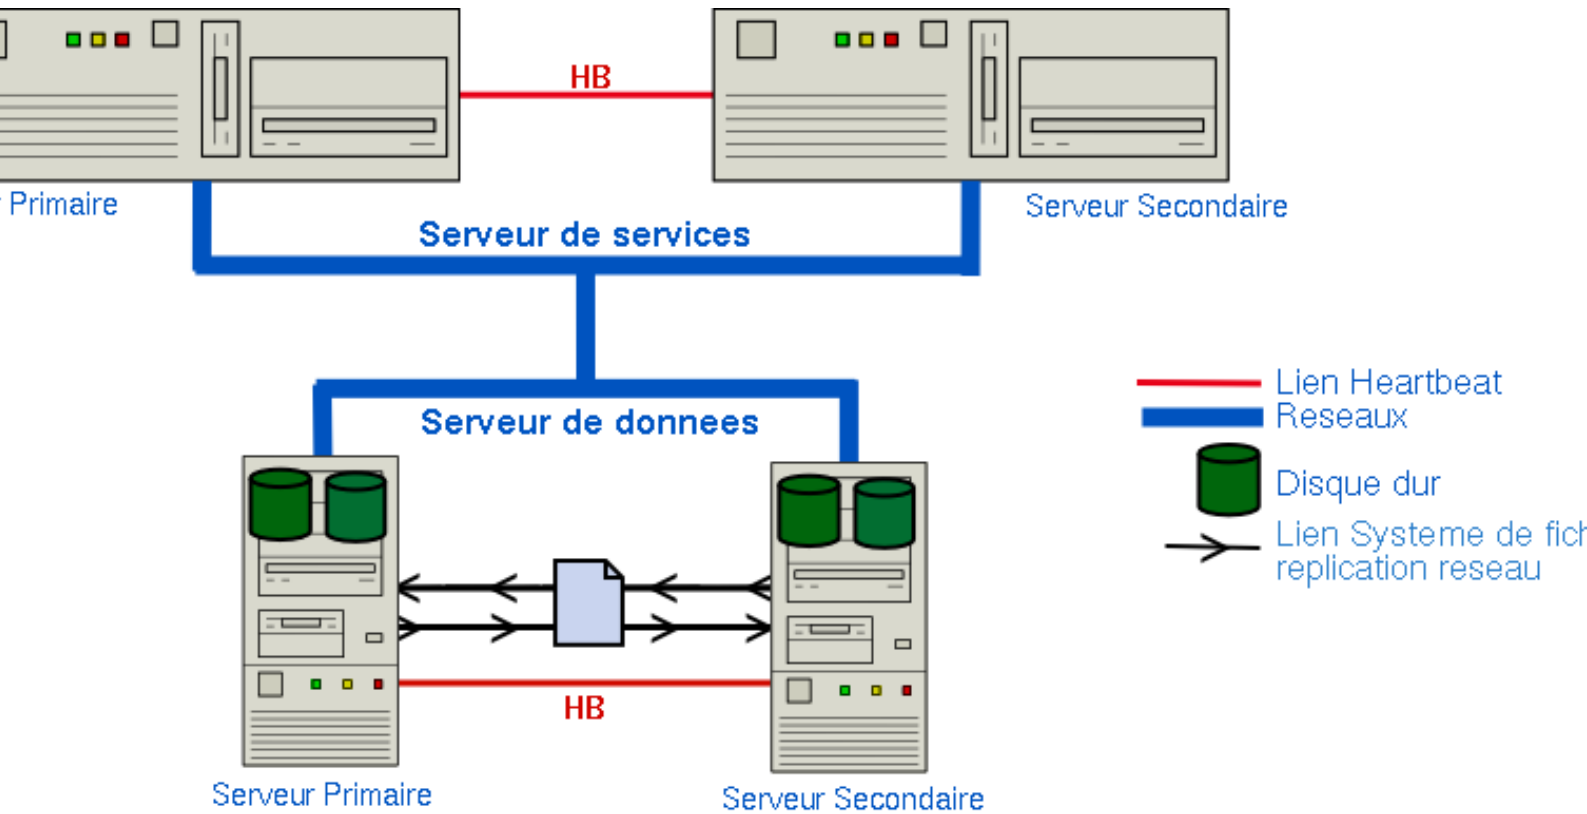 HB
Primaire
Serveur Secondaire
Serveur de services
Serveur de donnees
Lien Heartbeat
Reseaux
Disque dur
Lien Systeme de fich
replication reseau
HB
Serveur Primaire
Serveur Secondaire